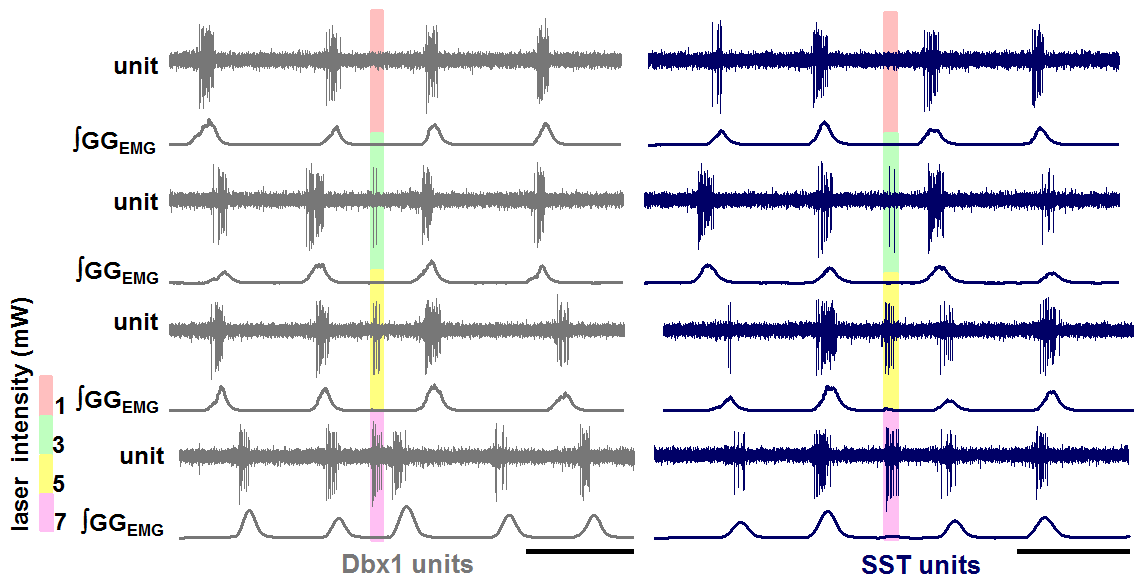 unit
∫GGEMG
unit
∫GGEMG
unit
∫GGEMG
unit
∫GGEMG
laser intensity (mW)
1
3
5
7
Dbx1 units
SST units